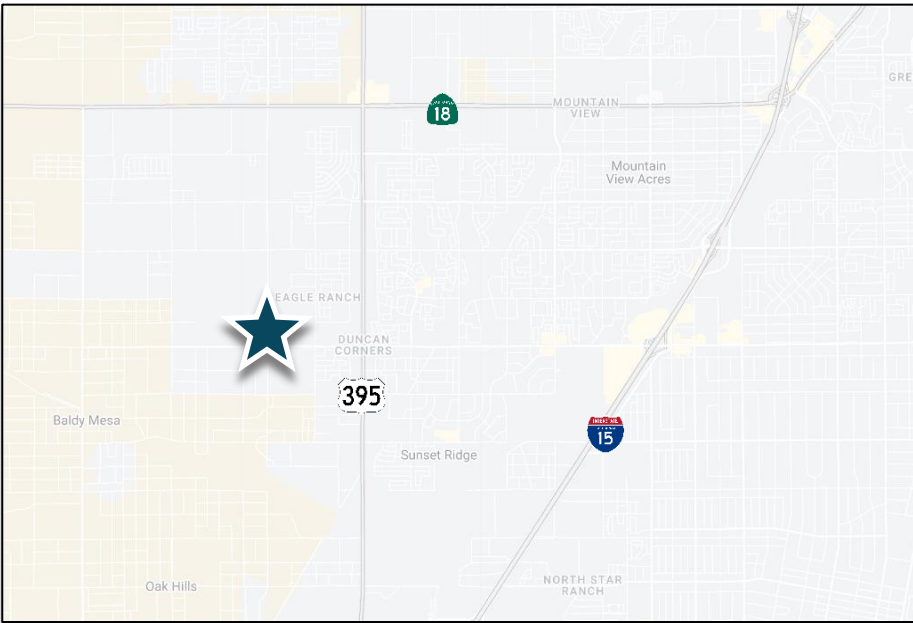 GRE
18
MOUNTAIN
VIEW
Mountain
View Acres
EAGLE RANCH
DUNCAN
CORNERS
395
Baldy Mesa
15
Sunset Ridge
Oak Hills
NORTH STAR
RANCH